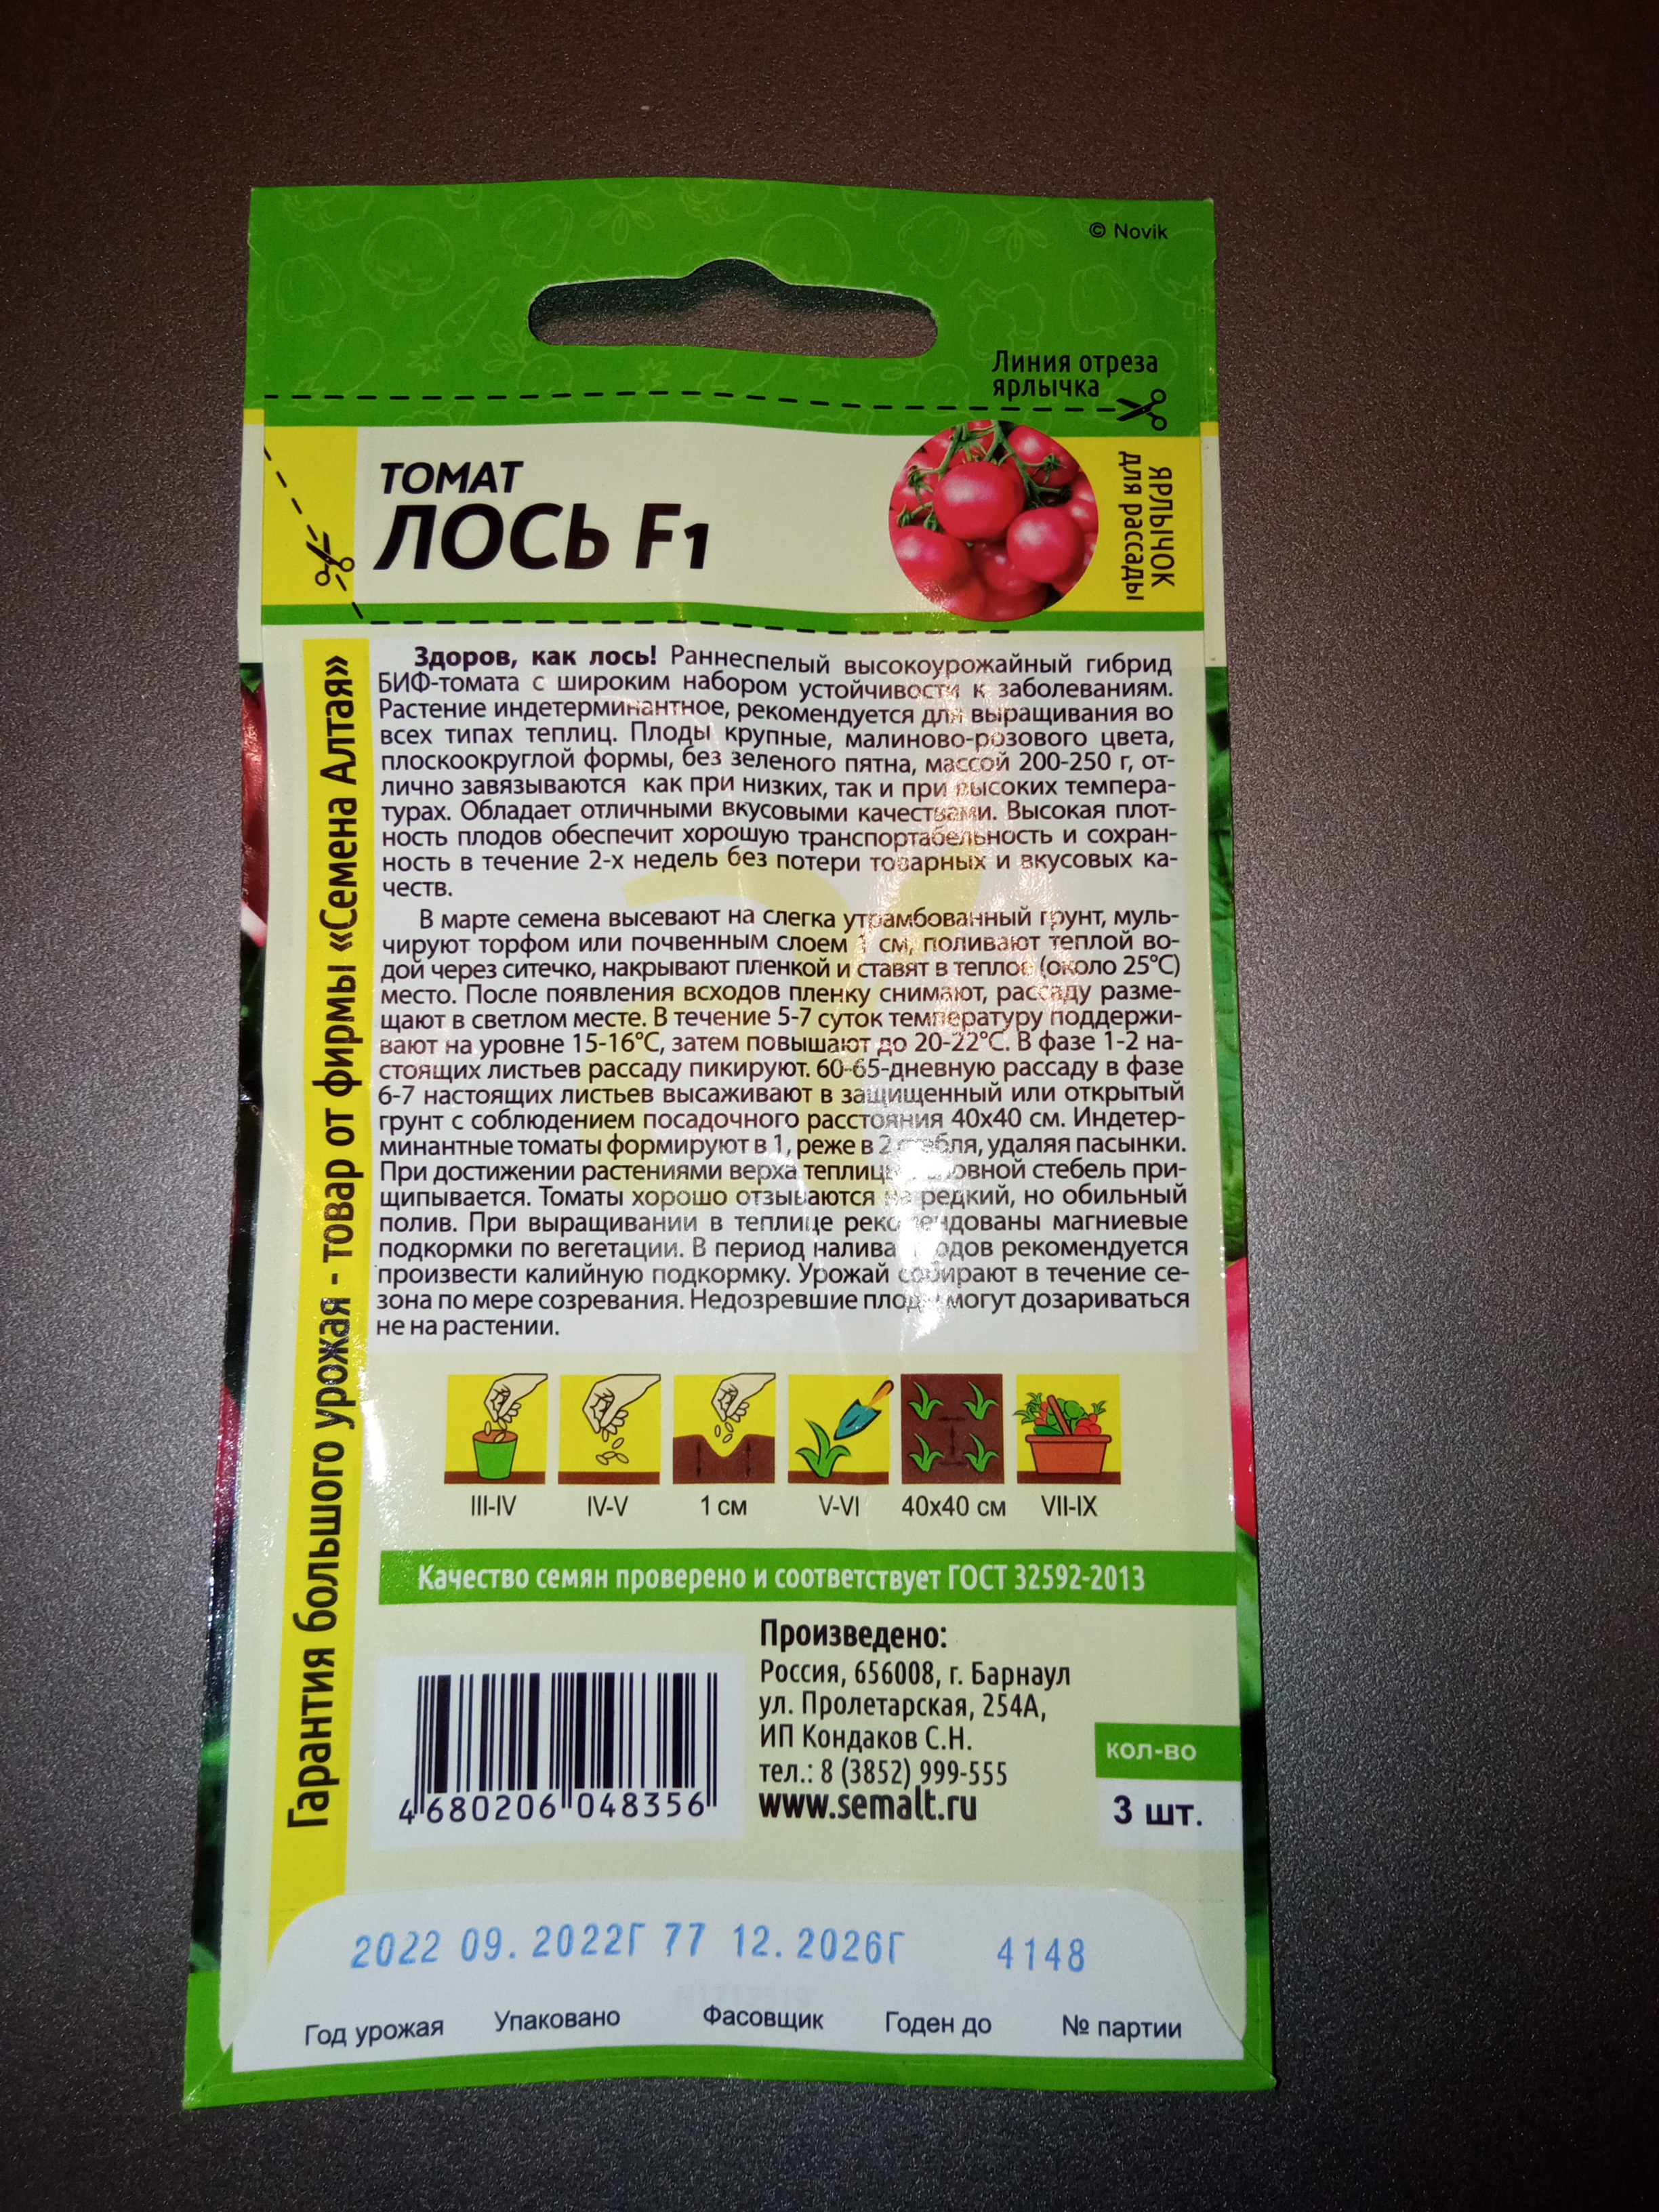 © Novik
Линия отреза
ярлычка
ТОМАТ
ЛОСЬ F1
ЯРЛЫЧОК
для рассады
Гарантия большого урожая - товар от фирмы «Семена Алтая»
Здоров, как лось! Раннеспелый высокоурожайный гибрид
БИФ-томата с широким набором устойчивости к заболеваниям.
Растение индетерминантное, рекомендуется для выращивания во
всех типах теплиц. Плоды крупные, малиново-розового цвета,
плоскоокруглой формы, без зеленого пятна, массой 200-250 г, от-
лично завязываются как при низких, так и при высоких темпера-
турах. Обладает отличными вкусовыми качествами. Высокая плот-
ность плодов обеспечит хорошую транспортабельность и сохран-
ность в течение 2-х недель без потери товарных и вкусовых ка-
честв.
В марте семена высевают на слегка утрамбованный грунт, муль-
чируют торфом или почвенным слоем 1 см, поливают теплой во-
дой через ситечко, накрывают пленкой и ставят в теплое (около 25°С)
место. После появления всходов пленку снимают, рассаду разме-
щают в светлом месте. В течение 5-7 суток температуру поддержи-
вают на уровне 15-16°С, затем повышают до 20-22°С. В фазе 1-2 на-
стоящих листьев рассаду пикируют. 60-65-дневную рассаду в фазе
6-7 настоящих листьев высаживают в защищенный или открытый
грунт с соблюдением посадочного расстояния 40х40 см. Индетер-
минантные томаты формируют в 1, реже в 2 стебля, удаляя пасынки.
При достижении растениями верха теплицы основной стебель при-
щипывается. Томаты хорошо отзываются на редкий, но обильный
полив. При выращивании в теплице рекомендованы магниевые
подкормки по вегетации. В период налива плодов рекомендуется
произвести калийную подкормку. Урожай собирают в течение се-
зона по мере созревания. Недозревшие плоды могут дозариваться
не на растении.
III-IV IV-V 1 см V-VI 40х40 см VII-IX
Качество семян проверено и соответствует ГОСТ 32592-2013
Произведено:
Россия, 656008, г. Барнаул
ул. Пролетарская, 254А,
ИП Кондаков С.Н.
тел.: 8 (3852) 999-555
www.semalt.ru
4 680206 048356
кол-во
3 шт.
2022 09.2022Г 77 12.2026Г 4148
Год урожая Упаковано Фасовщик Годен до № партии